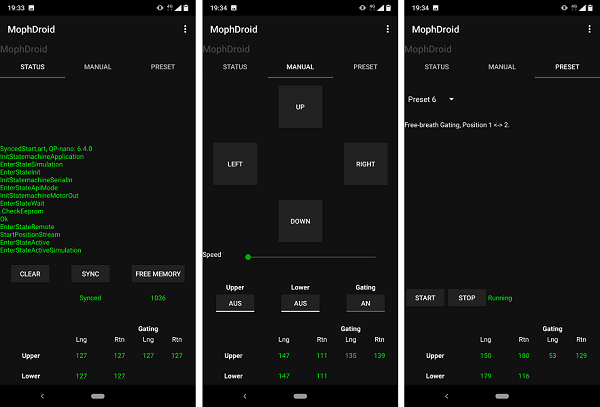 19:33
MophDroid
MophDroid
STATUS MANUAL PRESET
SyncedStart.art, QP-nano: 6.4.0
InitStatemachineApplication
EnterStateSimulation
EnterStateInit
InitStatemachineSerialIn
EnterStateApiMode
InitStatemachineMotorOut
EnterStateWait
.CheckEeprom
Ok
EnterStateRemote
StartPositionStream
EnterStateActive
EnterStateActiveSimulation
CLEAR SYNC FREE MEMORY
Synced 1036
Gating
Lng Rtn Lng Rtn
Upper 127 127 127 127
Lower 127 127
19:34
MophDroid
MophDroid
STATUS MANUAL PRESET
UP
LEFT RIGHT
DOWN
Speed
Upper Lower Gating
AUS AUS AN
Gating
Lng Rtn Lng Rtn
Upper 147 111 135 139
Lower 147 111
19:34
MophDroid
MophDroid
STATUS MANUAL PRESET
Preset 6
Free-breath Gating, Position 1 <-> 2.
START STOP Running
Gating
Lng Rtn Lng Rtn
Upper 150 180 53 129
Lower 179 116